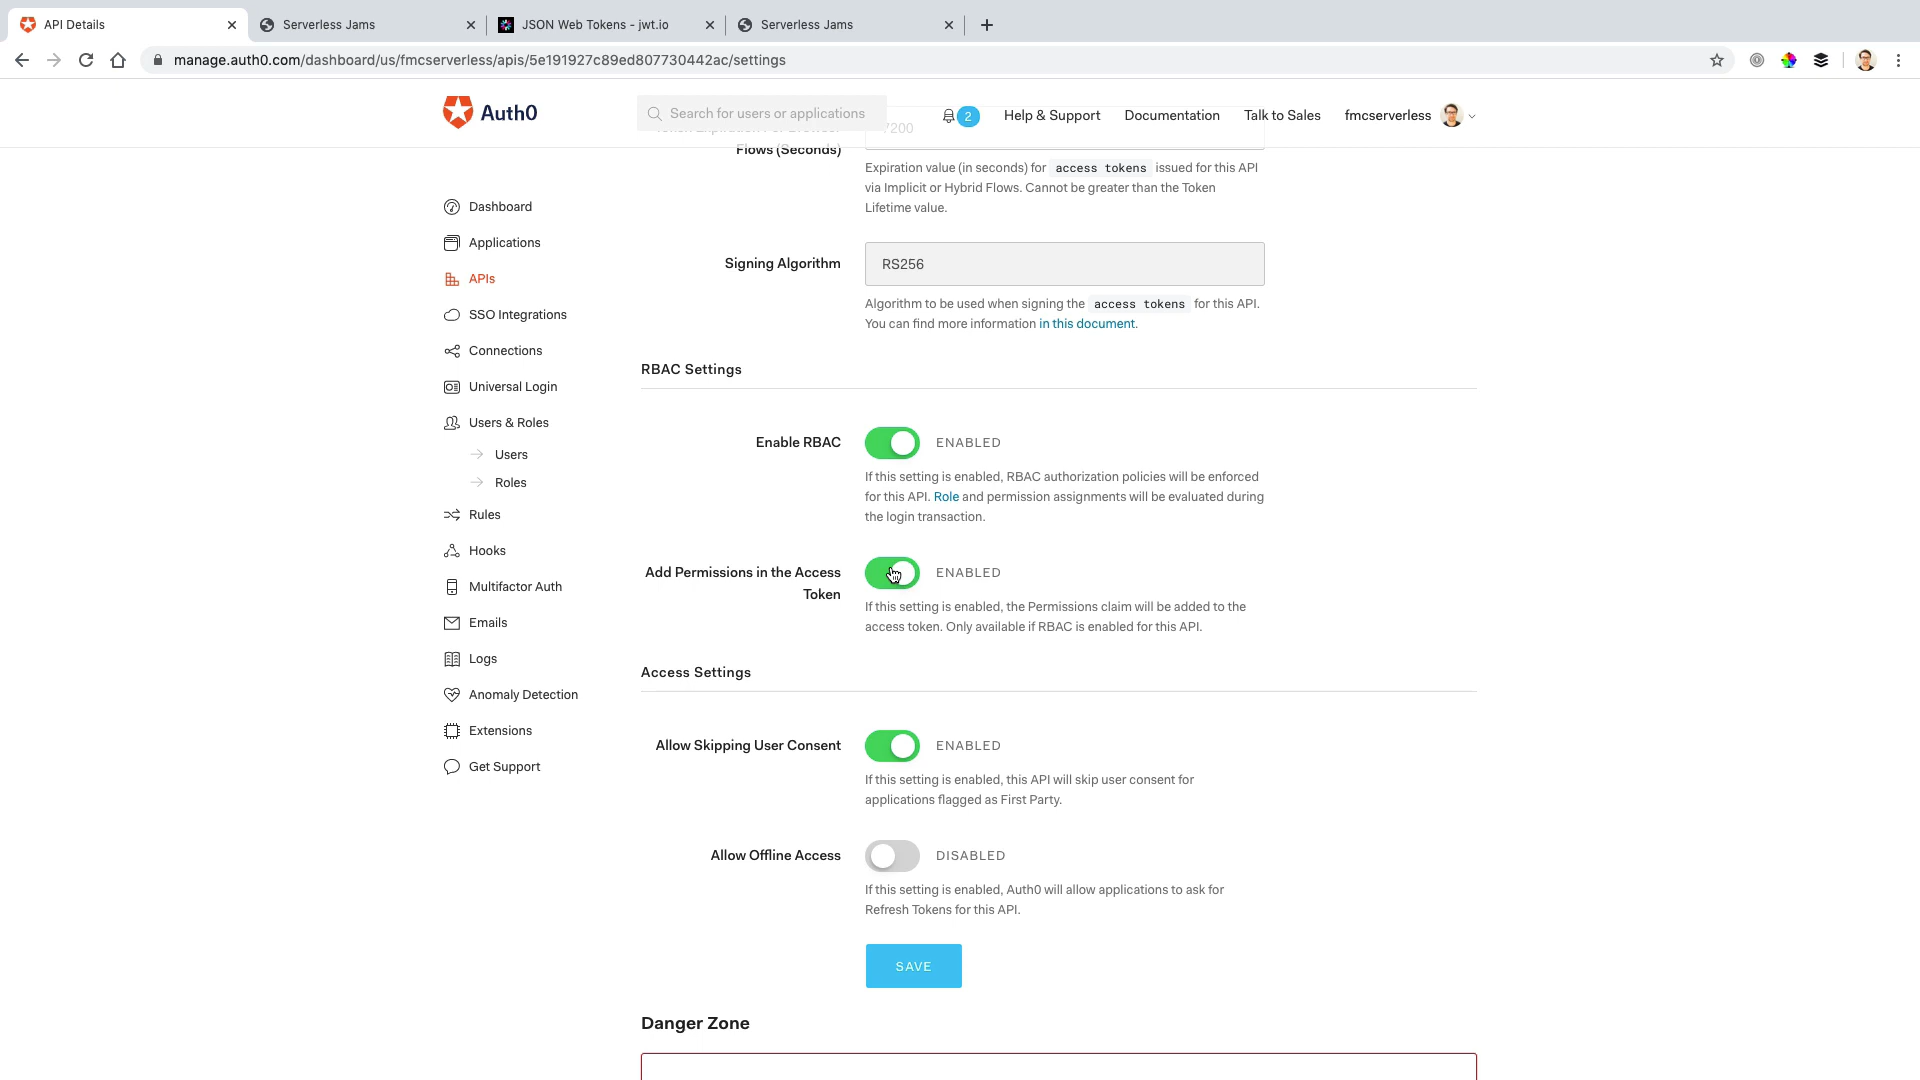 API Details
Serverless Jams
JSON Web Tokens - jwt.io
Serverless Jams
manage.auth0.com/dashboard/us/fmcserverless/apis/5e191927c89ed807730442ac/settings
Auth0
Search for users or applications
2
Help & Support
Documentation
Talk to Sales
fmcserverless
7200
Flows (Seconds)
Expiration value (in seconds) for access tokens issued for this API
via Implicit or Hybrid Flows. Cannot be greater than the Token
Lifetime value.
Dashboard
Applications
APIs
SSO Integrations
Connections
Universal Login
Users & Roles
Users
Roles
Rules
Hooks
Multifactor Auth
Emails
Logs
Anomaly Detection
Extensions
Get Support
Signing Algorithm
RS256
Algorithm to be used when signing the access tokens for this API.
You can find more information in this document.
RBAC Settings
Enable RBAC
ENABLED
If this setting is enabled, RBAC authorization policies will be enforced
for this API. Role and permission assignments will be evaluated during
the login transaction.
Add Permissions in the Access
Token
ENABLED
If this setting is enabled, the Permissions claim will be added to the
access token. Only available if RBAC is enabled for this API.
Access Settings
Allow Skipping User Consent
ENABLED
If this setting is enabled, this API will skip user consent for
applications flagged as First Party.
Allow Offline Access
DISABLED
If this setting is enabled, Auth0 will allow applications to ask for
Refresh Tokens for this API.
SAVE
Danger Zone